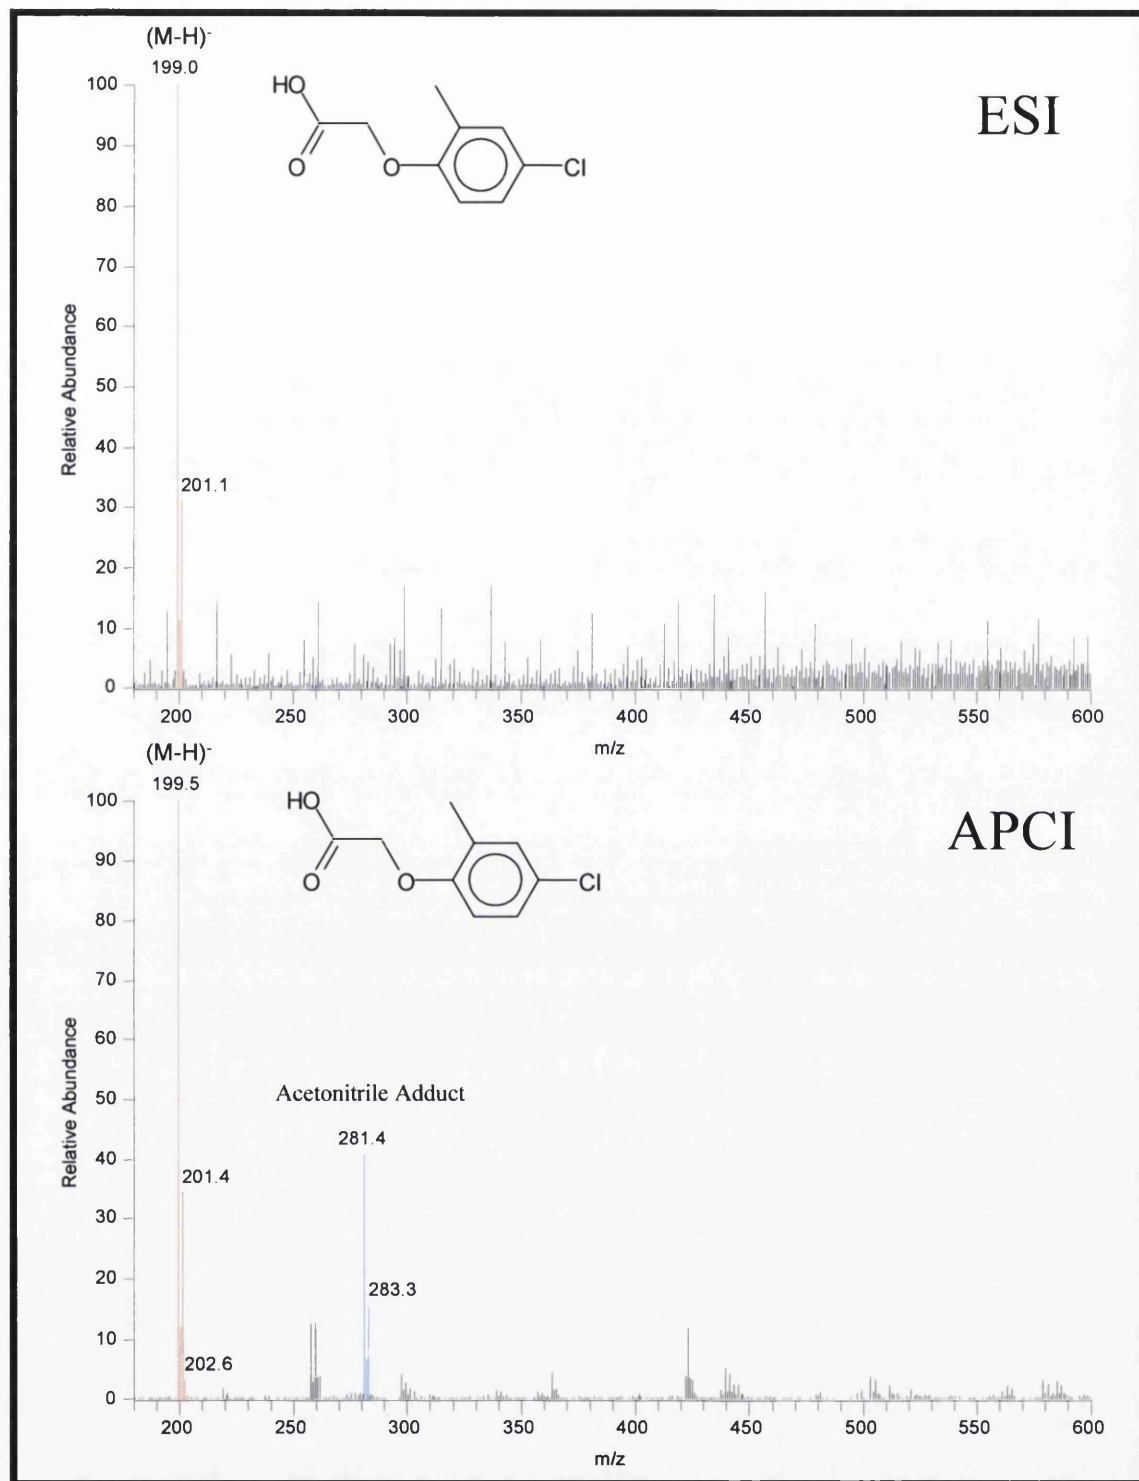 (M-H)-
199.0
ESI
HO
O
O
Cl
Relative Abundance
100
90
80
70
60
50
40
30
20
10
0
201.1
200 250 300 350 400 450 500 550 600
m/z
(M-H)-
199.5
APCI
HO
O
O
Cl
Relative Abundance
100
90
80
70
60
50
40
30
20
10
0
Acetonitrile Adduct
281.4
201.4
283.3
202.6
200 250 300 350 400 450 500 550 600
m/z